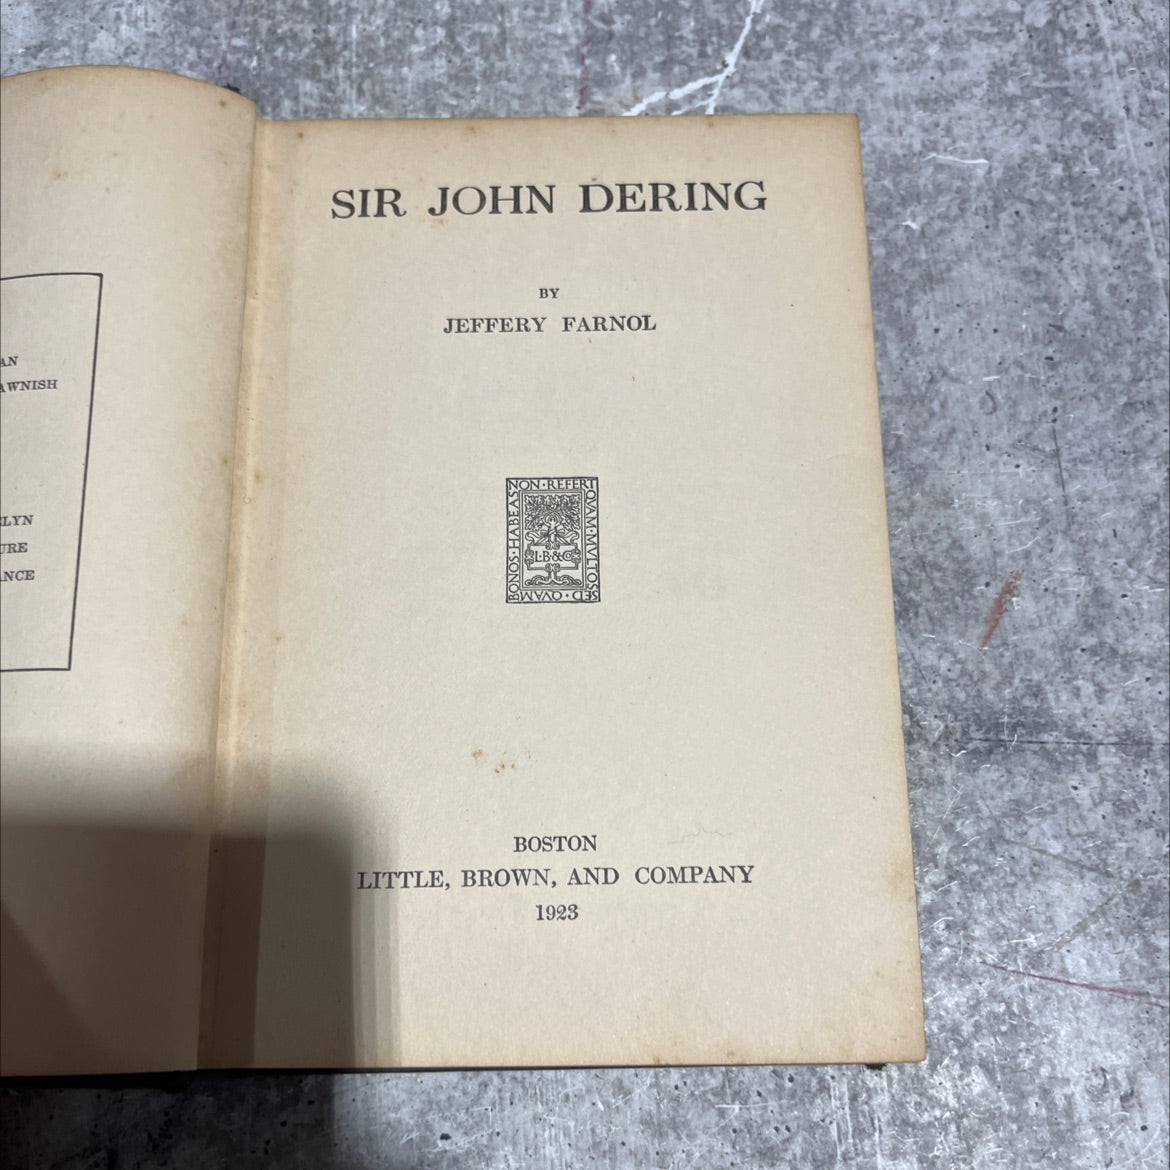 AN
AWNISH
ELYN
URE
ANCE
SIR JOHN DERING
BY
JEFFERY FARNOL
NON·REFERT
QVAM·MVLTOS
SED·QVAM
BONOS·HABEAS
L·B·&Co
BOSTON
LITTLE, BROWN, AND COMPANY
1923